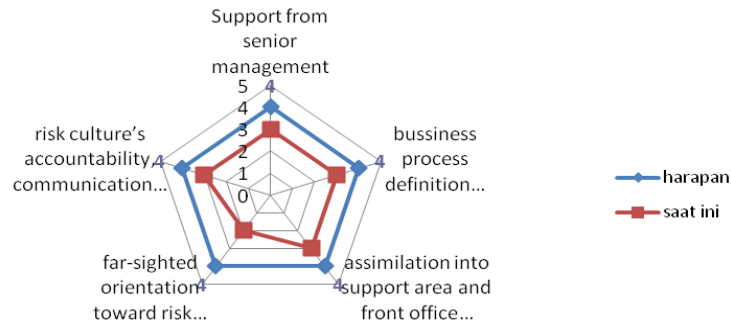 Support from
senior
management
4
5
4
3
2
1
0
risk culture's
accountability,
communication...
4
bussiness
process
definition...
4
far-sighted
orientation
toward risk...
4
assimilation into
support area and
front office...
4
harapan
saat ini